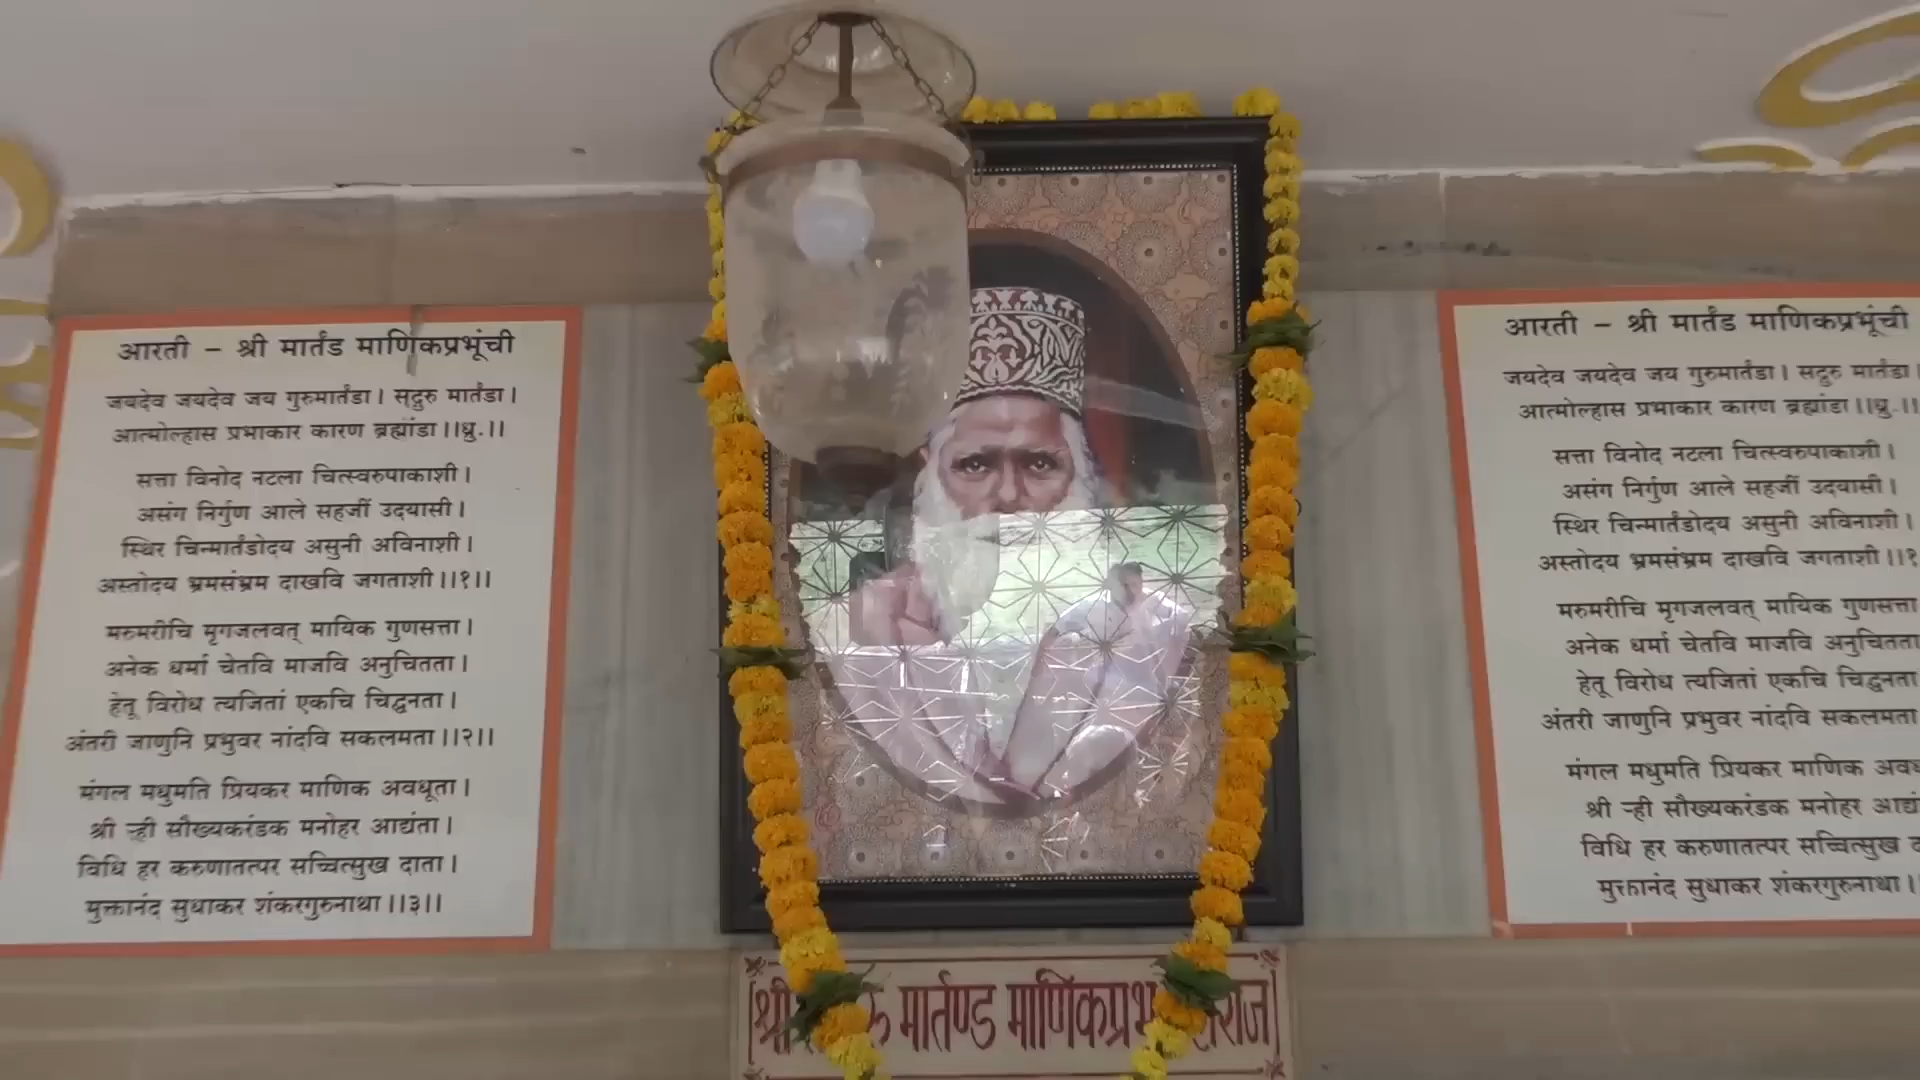 आरती – श्री मार्तंड माणिकप्रभूंची
जयदेव जयदेव जय गुरुमार्तंडा। सद्गुरु मार्तंडा।
आत्मोल्हास प्रभाकार कारण ब्रह्मांडा।।ध्रु.।।
सत्ता विनोद नटला चित्स्वरुपाकाशी।
असंग निर्गुण आले सहजीं उदयासी।
स्थिर चिन्मार्तंडोदय असुनी अविनाशी।
अस्तोदय भ्रमसंभ्रम दाखवि जगताशी।।१।।
मरुमरीचि मृगजलवत् मायिक गुणसत्ता।
अनेक धर्मा चेतवि माजवि अनुचितता।
हेतू विरोध त्यजितां एकचि चिद्घनता।
अंतरी जाणुनि प्रभुवर नांदवि सकलमता।।२।।
मंगल मधुमति प्रियकर माणिक अवधूता।
श्री ऱ्ही सौख्यकरंडक मनोहर आद्यंता।
विधि हर करुणातत्पर सच्चित्सुख दाता।
मुक्तानंद सुधाकर शंकरगुरुनाथा।।३।।
आरती – श्री मार्तंड माणिकप्रभूंची
जयदेव जयदेव जय गुरुमार्तंडा। सद्गुरु मार्तंडा।
आत्मोल्हास प्रभाकार कारण ब्रह्मांडा।।ध्रु.।।
सत्ता विनोद नटला चित्स्वरुपाकाशी।
असंग निर्गुण आले सहजीं उदयासी।
स्थिर चिन्मार्तंडोदय असुनी अविनाशी।
अस्तोदय भ्रमसंभ्रम दाखवि जगताशी।।१
मरुमरीचि मृगजलवत् मायिक गुणसत्ता
अनेक धर्मा चेतवि माजवि अनुचितता
हेतू विरोध त्यजितां एकचि चिद्घनता
अंतरी जाणुनि प्रभुवर नांदवि सकलमता
मंगल मधुमति प्रियकर माणिक
श्री ऱ्ही सौख्यकरंडक मनोहर
विधि हर करुणातत्पर सच्चित्सुख
मुक्तानंद सुधाकर शंकरगुरुनाथा।
मार्तण्ड